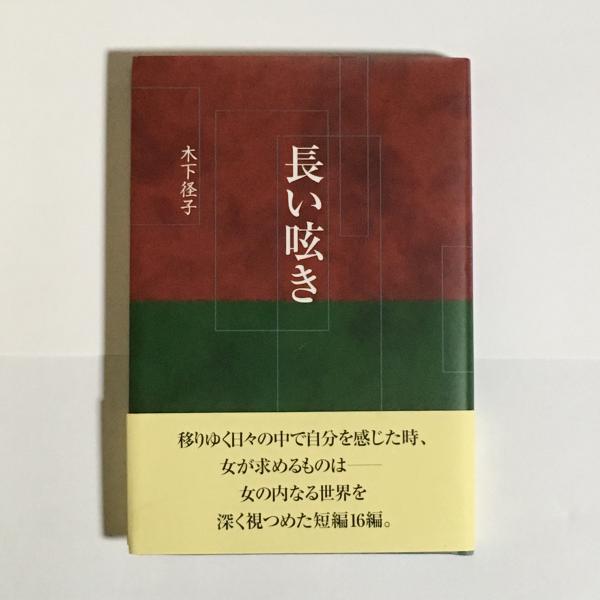 長い呟き
木下径子
移りゆく日々の中で自分を感じた時、
女が求めるものは──
女の内なる世界を
深く視つめた短編16編。